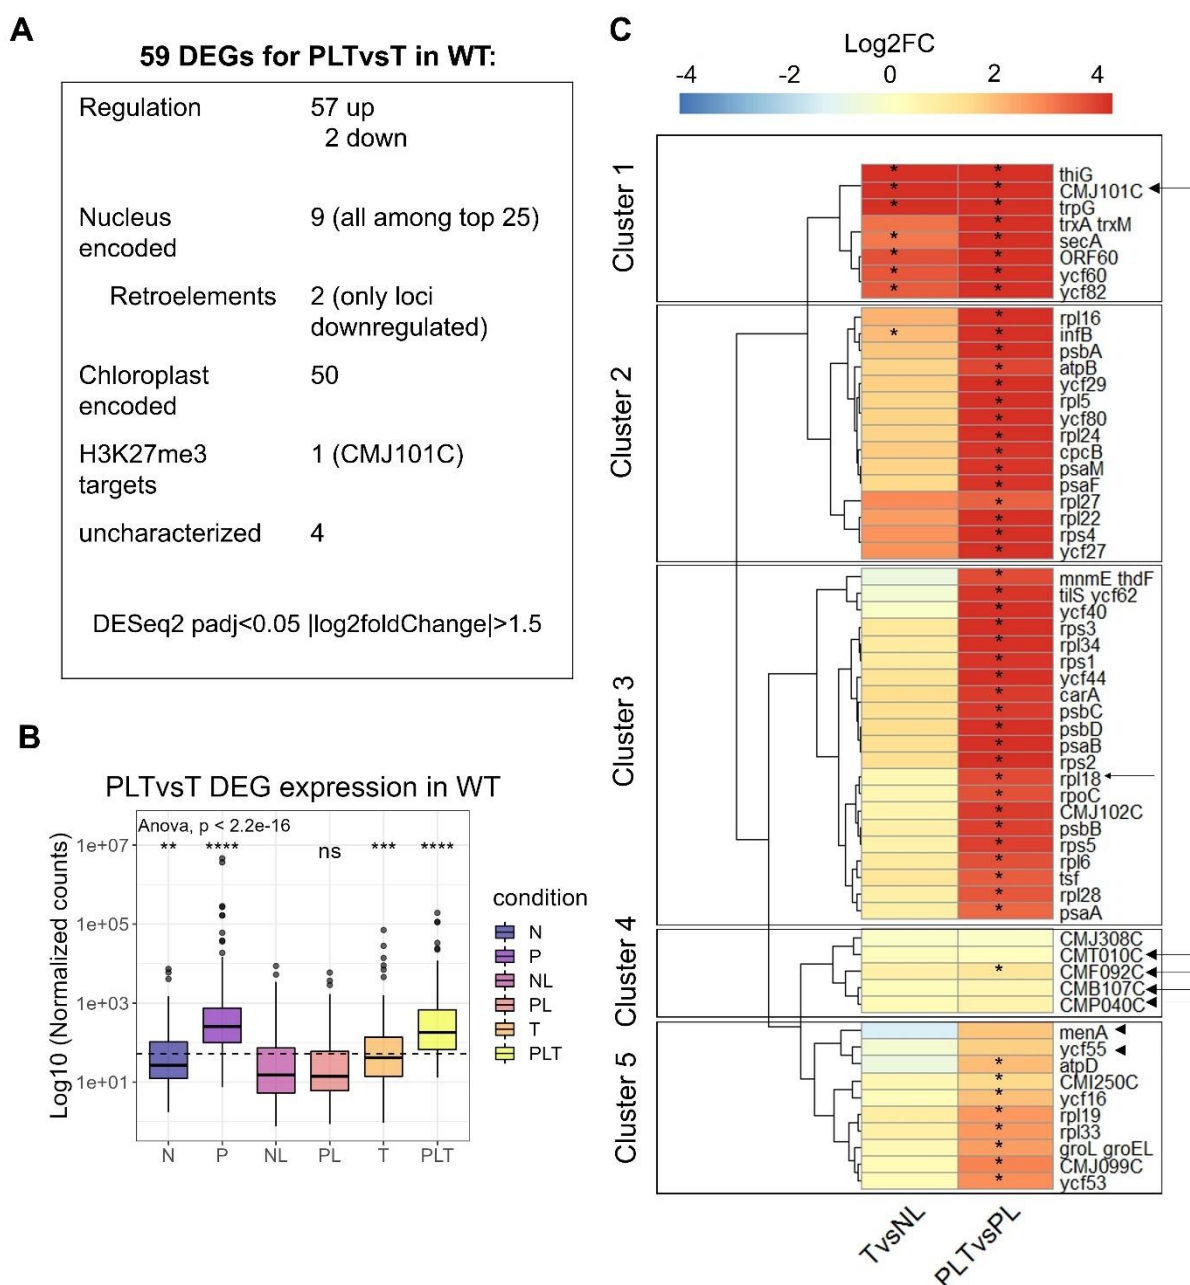 A
59 DEGs for PLTvsT in WT:
Regulation 57 up
2 down
Nucleus 9 (all among top 25)
encoded
Retroelements 2 (only loci
downregulated)
Chloroplast 50
encoded
H3K27me3 1 (CMJ101C)
targets
uncharacterized 4
DESeq2 padj<0.05 |log2foldChange|>1.5
B
PLTvsT DEG expression in WT
Anova, p < 2.2e-16
** **** ns *** ****
1e+07
1e+05
1e+03
1e+01
Log10 (Normalized counts)
N P NL PL T PLT
condition
N
P
NL
PL
T
PLT
C
Log2FC
-4 -2 0 2 4
Cluster 1
* * thiG
* * CMJ101C
* * trpG
* trxA trxM
* * secA
* * ORF60
* * ycf60
* * ycf82
Cluster 2
* rpl16
* * infB
* psbA
* atpB
* ycf29
* rpl5
* ycf80
* rpl24
* cpcB
* psaM
* psaF
* rpl27
* rpl22
* rps4
* ycf27
Cluster 3
* mnmE thdF
* tilS ycf62
* ycf40
* rps3
* rpl34
* rps1
* ycf44
* carA
* psbC
* psbD
* psaB
* rps2
* rpl18
* rpoC
* CMJ102C
* psbB
* rps5
* rpl6
* tsf
* rpl28
* psaA
Cluster 4
CMJ308C
CMT010C
* CMF092C
CMB107C
CMP040C
Cluster 5
menA
ycf55
* atpD
* CMI250C
* ycf16
* rpl19
* rpl33
* groL groEL
* CMJ099C
* ycf53
TvsNL PLTvsPL